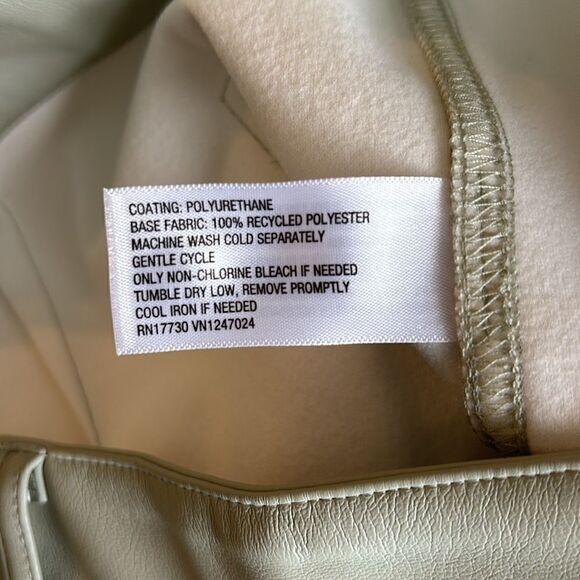 COATING: POLYURETHANE
BASE FABRIC: 100% RECYCLED POLYESTER
MACHINE WASH COLD SEPARATELY
GENTLE CYCLE
ONLY NON-CHLORINE BLEACH IF NEEDED
TUMBLE DRY LOW, REMOVE PROMPTLY
COOL IRON IF NEEDED
RN17730 VN1247024